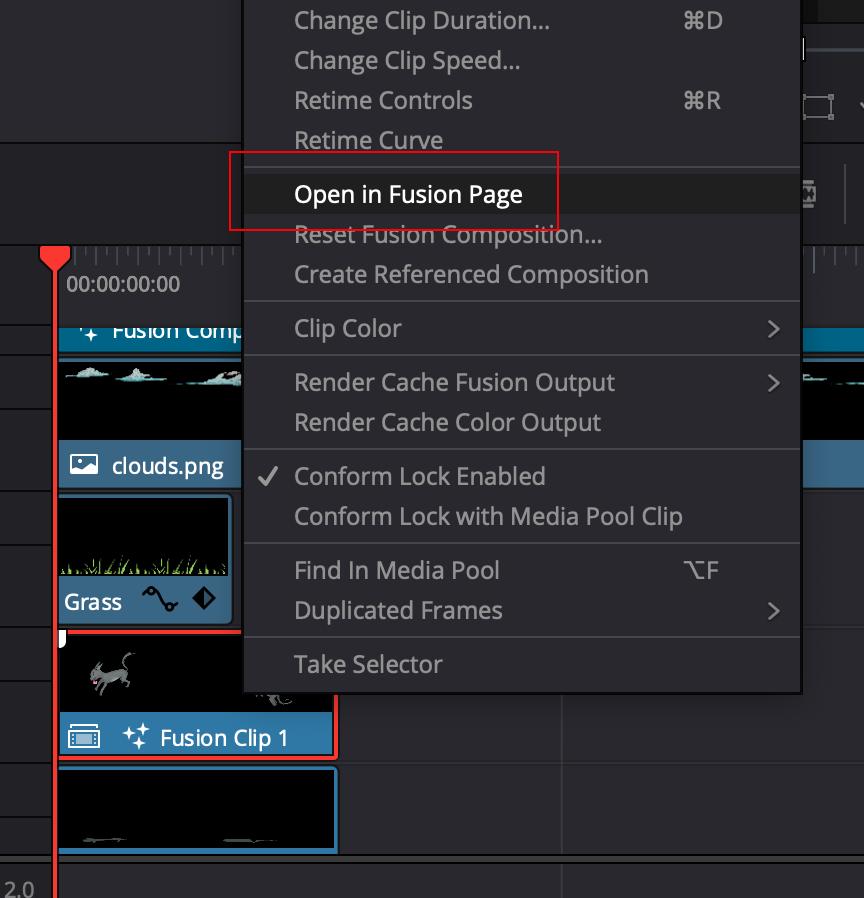 Change Clip Duration... ⌘D
Change Clip Speed...
Retime Controls ⌘R
Retime Curve
Open in Fusion Page
Reset Fusion Composition...
Create Referenced Composition
00:00:00:00
Clip Color
Fusion Comp
Render Cache Fusion Output
Render Cache Color Output
clouds.png
Conform Lock Enabled
Conform Lock with Media Pool Clip
Find In Media Pool ⌥F
Grass
Duplicated Frames
Take Selector
Fusion Clip 1
2.0